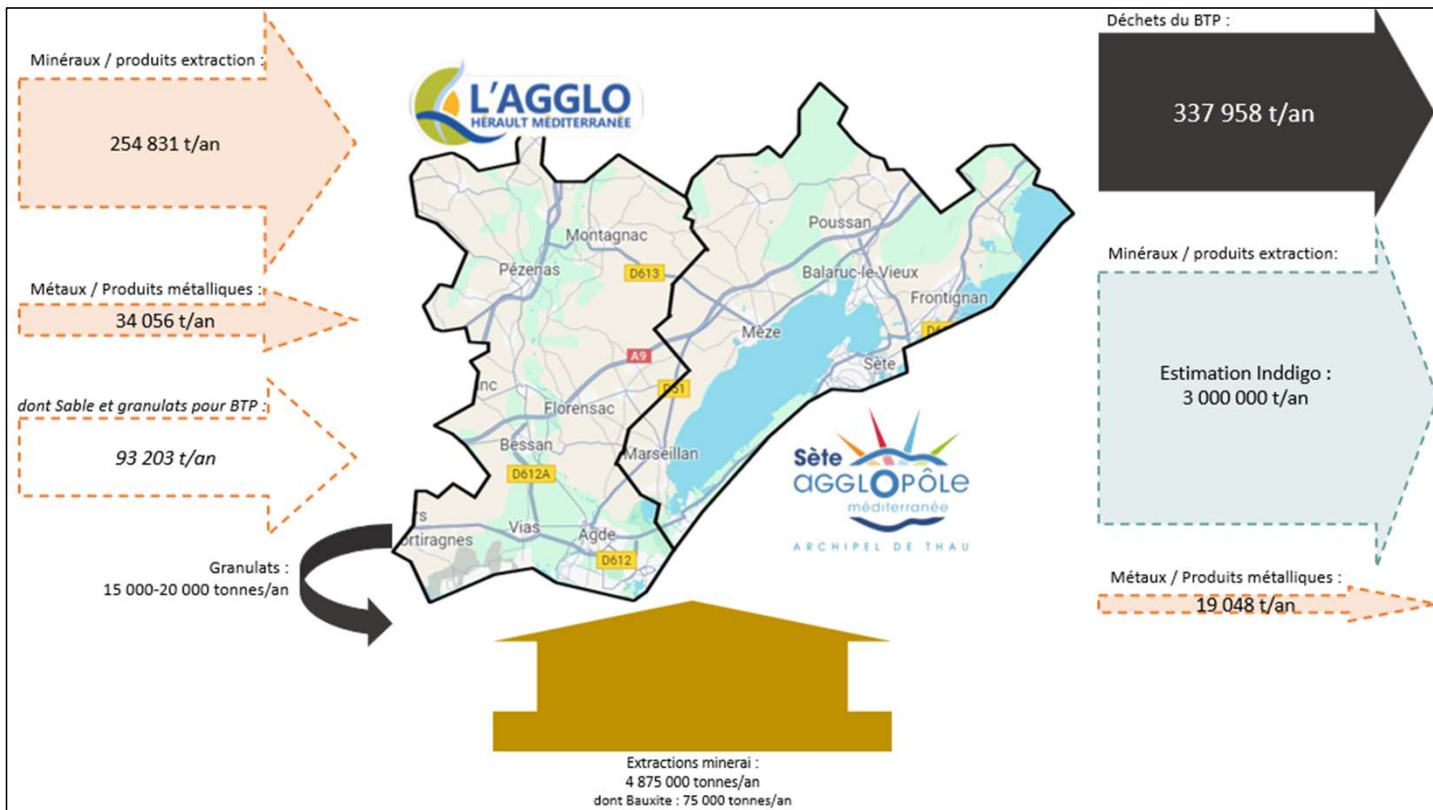 Minéraux / produits extraction :
254 831 t/an
Métaux / Produits métalliques :
34 056 t/an
dont Sable et granulats pour BTP :
93 203 t/an
Granulats :
15 000-20 000 tonnes/an
L'AGGLO
HÉRAULT MÉDITERRANÉE
Montagnac
Pézenas
D613
Poussan
Balaruc-le-Vieux
Frontignan
Mèze
Sète
A9
D51
Florensac
Bessan
Marseillan
D612A
Vias
Agde
ortiragnes
D612
Sète
agglopôle
méditerranée
ARCHIPEL DE THAU
Extractions minerai :
4 875 000 tonnes/an
dont Bauxite : 75 000 tonnes/an
Déchets du BTP :
337 958 t/an
Minéraux / produits extraction:
Estimation Inddigo :
3 000 000 t/an
Métaux / Produits métalliques :
19 048 t/an